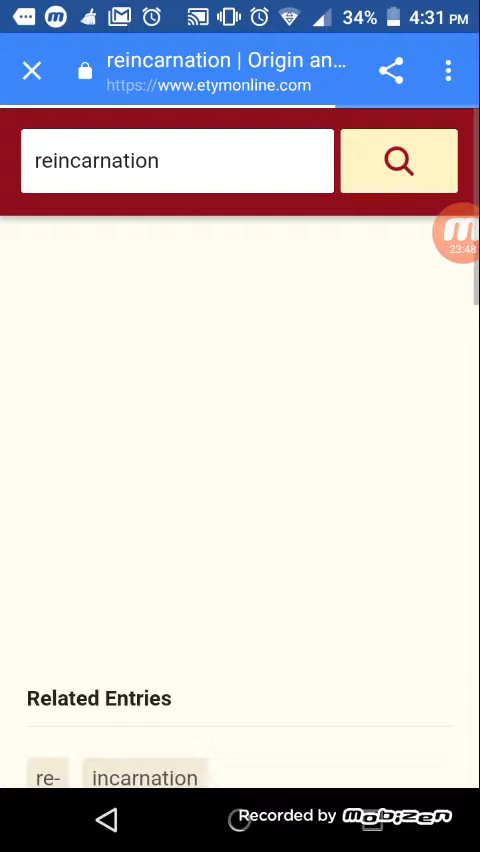 34% 4:31 PM
reincarnation | Origin an...
https://www.etymonline.com
reincarnation
23:48
Related Entries
re- incarnation
Recorded by MOBIZEN